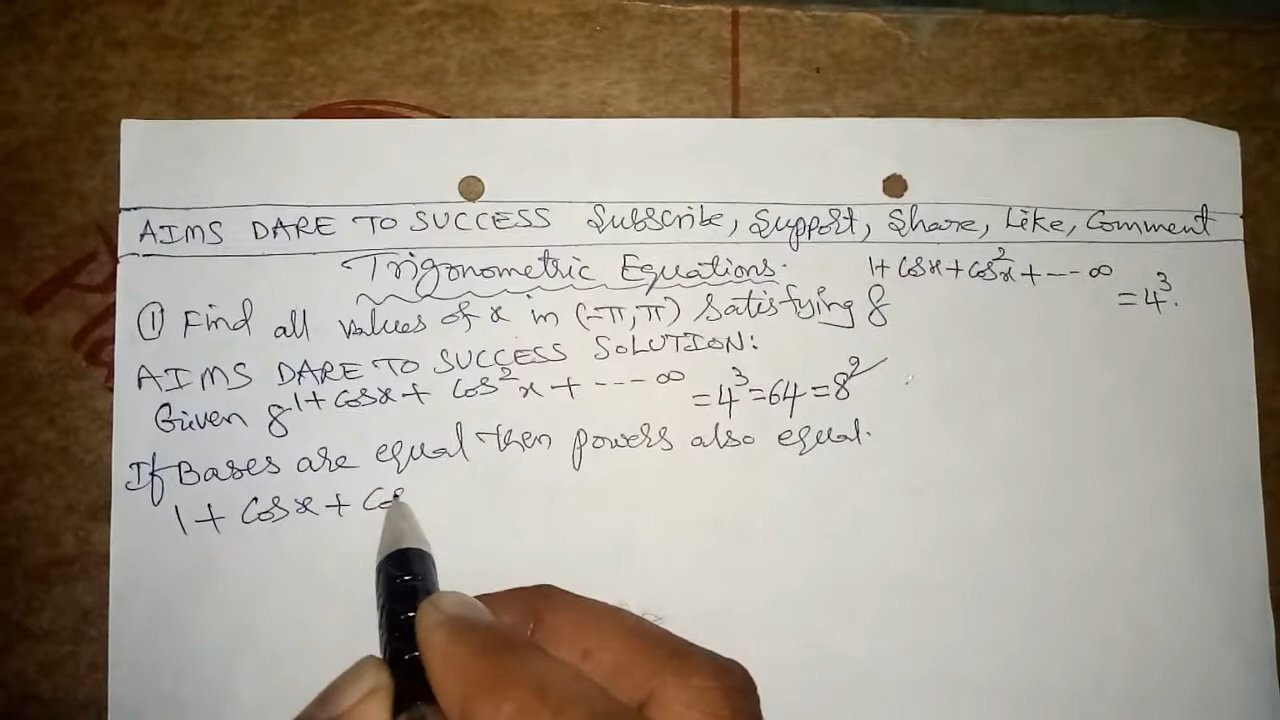 AIMS DARE TO SUCCESS Subscribe, Support, Share, Like, Comment
Trigonometric Equations.
① Find all values of x in (-π, π) satisfying 8^(1+cosx+cos²x+---∞) = 4³.
AIMS DARE TO SUCCESS SOLUTION:
Given 8^(1+cosx+cos²x+---∞) = 4³=64=8²
If Bases are equal then powers also equal.
1+ cosx + cos